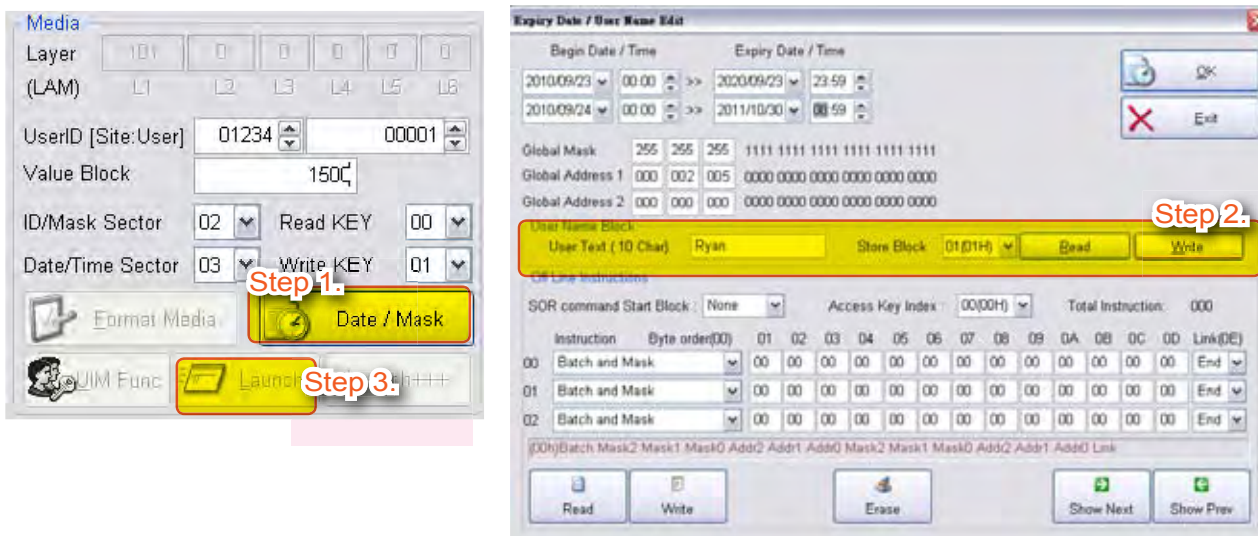 Media
Layer 101 0 0 0 0 0
(LAM) L1 L2 L3 L4 L5 L6
UserID [Site:User] 01234 00001
Value Block 1500
ID/Mask Sector 02 Read KEY 00
Date/Time Sector 03 Write KEY 01
Step 1.
Format Media Date / Mask
UIM Func Launch Step 3. h+++
Expiry Date / User Name Edit
Begin Date / Time Expiry Date / Time
2010/09/23 00:00 >> 2020/09/23 23:59
2010/09/24 00:00 >> 2011/10/30 :59
OK
Exit
Global Mask 255 255 255 1111 1111 1111 1111 1111 1111
Global Address 1 000 002 005 0000 0000 0000 0000 0000 0000
Global Address 2 000 000 000 0000 0000 0000 0000 0000 0000
Step 2.
User Name Block
User Text ( 10 Char) Ryan Store Block 01(01H) Read Write
Off Line Instructions
SOR command Start Block : None Access Key Index : 00(00H) Total Instruction: 000
Instruction Byte order(00) 01 02 03 04 05 06 07 08 09 0A 0B 0C 0D Link(0E)
00 Batch and Mask 00 00 00 00 00 00 00 00 00 00 00 00 00 End
01 Batch and Mask 00 00 00 00 00 00 00 00 00 00 00 00 00 End
02 Batch and Mask 00 00 00 00 00 00 00 00 00 00 00 00 00 End
(00h)Batch Mask2 Mask1 Mask0 Addr2 Addr1 Addr0 Mask2 Mask1 Mask0 Addr2 Addr1 Addr0 Link
Read Write Erase Show Next Show Prev